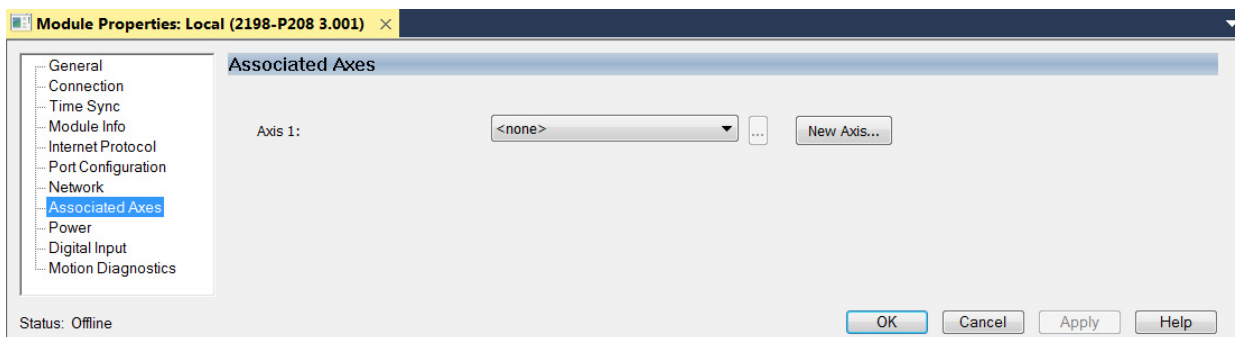 Module Properties: Local (2198-P208 3.001) ×
General
Connection
Time Sync
Module Info
Internet Protocol
Port Configuration
Network
Associated Axes
Power
Digital Input
Motion Diagnostics
Associated Axes
Axis 1: <none> ... New Axis...
Status: Offline OK Cancel Apply Help